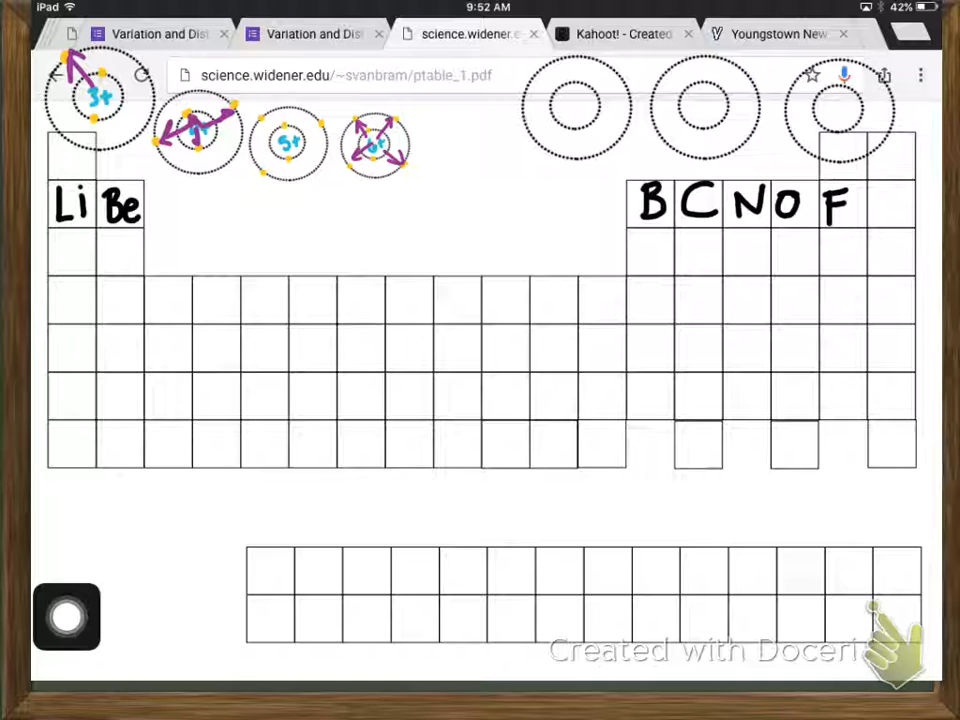 iPad 9:52 AM 42%
Variation and Dis Variation and Dis science.widener.e Kahoot! - Created Youngstown New
science.widener.edu/~svanbram/ptable_1.pdf
3+
5+
Li Be B C N O F
Created with Doceri